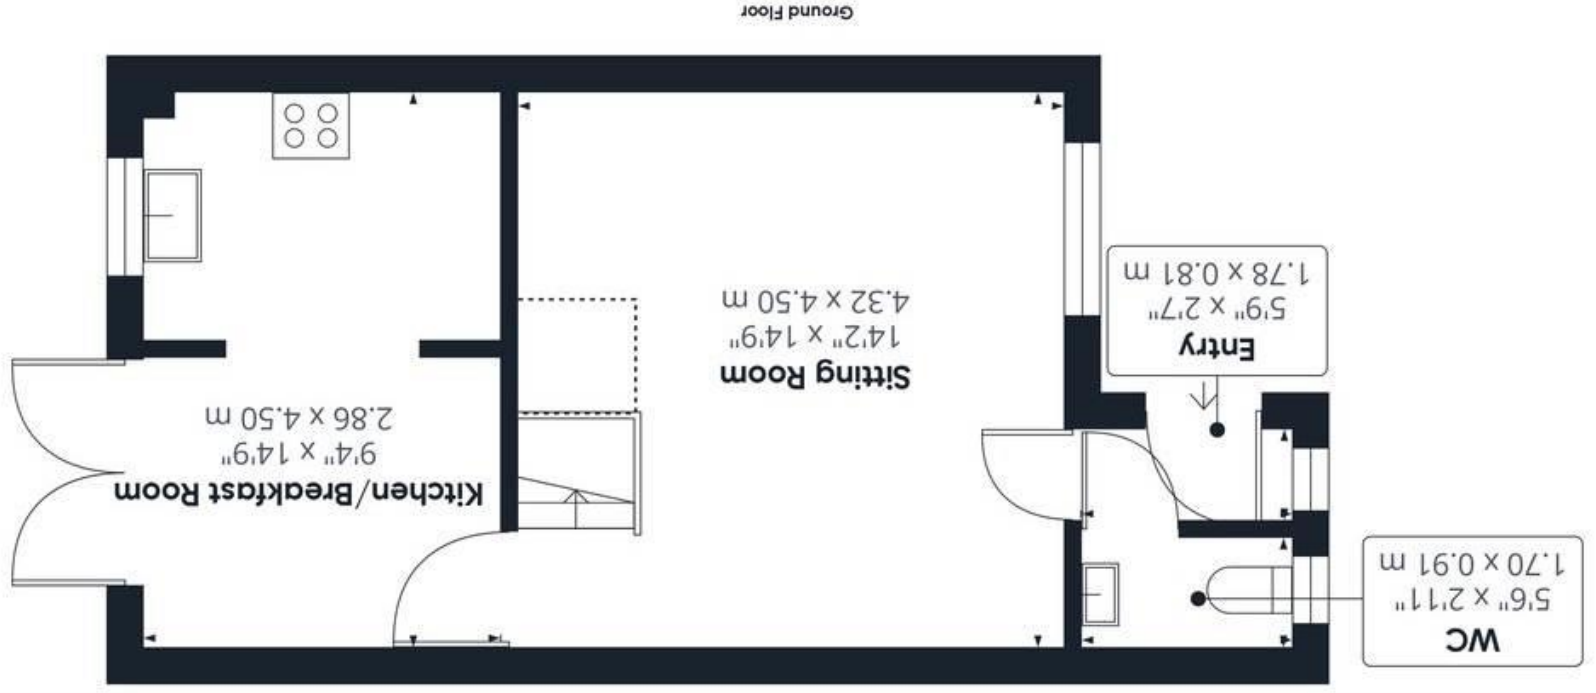 WC
5'6" x 2'11"
1.70 x 0.91 m
Kitchen/Breakfast Room
9'4" x 14'9"
2.86 x 4.50 m
Sitting Room
14'2" x 14'9"
4.32 x 4.50 m
Entry
5'9" x 2'7"
1.78 x 0.81 m
Ground Floor